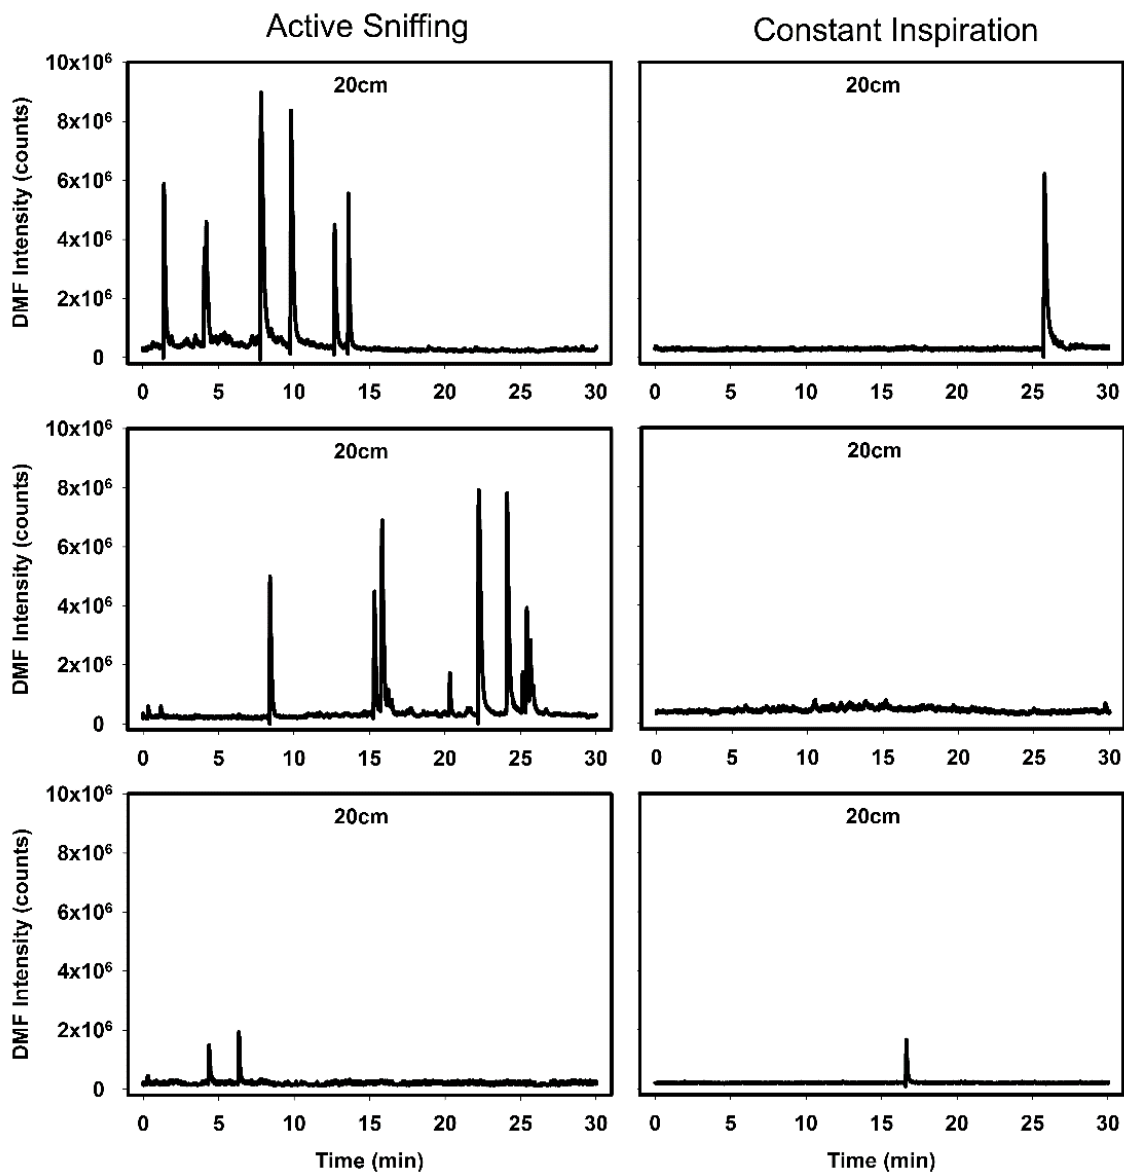 Active Sniffing
Constant Inspiration
DMF Intensity (counts)
10x10⁶
8x10⁶
6x10⁶
4x10⁶
2x10⁶
0
20cm
0 5 10 15 20 25 30
20cm
0 5 10 15 20 25 30
DMF Intensity (counts)
10x10⁶
8x10⁶
6x10⁶
4x10⁶
2x10⁶
0
20cm
0 5 10 15 20 25 30
20cm
0 5 10 15 20 25 30
DMF Intensity (counts)
10x10⁶
8x10⁶
6x10⁶
4x10⁶
2x10⁶
0
20cm
0 5 10 15 20 25 30
Time (min)
20cm
0 5 10 15 20 25 30
Time (min)